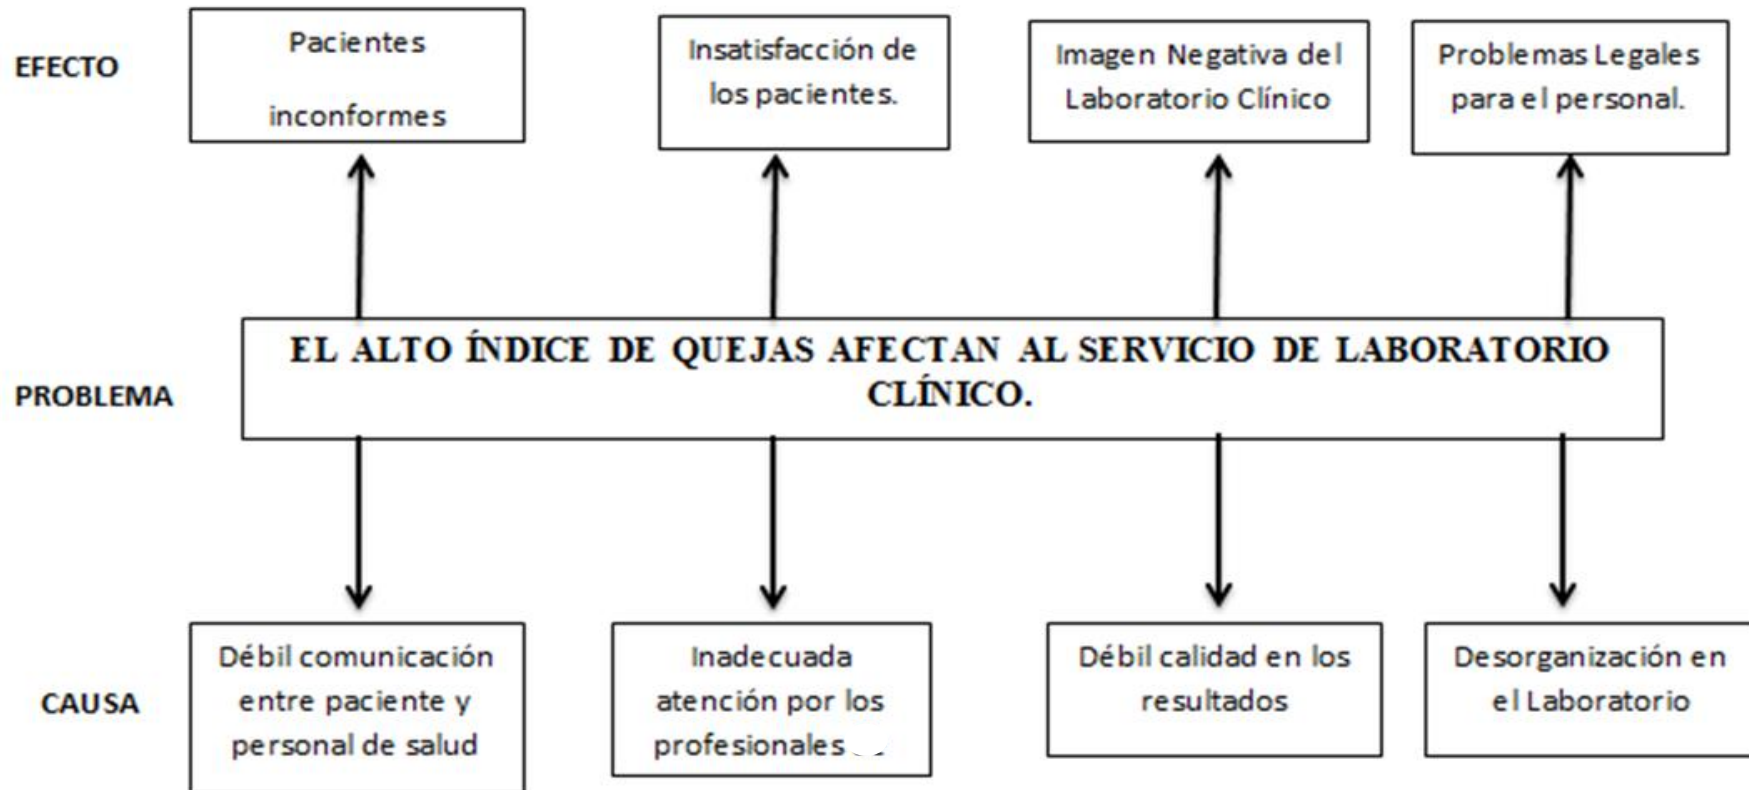 EFECTO
Pacientes
inconformes
Insatisfacción de
los pacientes.
Imagen Negativa del
Laboratorio Clínico
Problemas Legales
para el personal.
PROBLEMA
EL ALTO ÍNDICE DE QUEJAS AFECTAN AL SERVICIO DE LABORATORIO
CLÍNICO.
CAUSA
Débil comunicación
entre paciente y
personal de salud
Inadecuada
atención por los
profesionales
Débil calidad en los
resultados
Desorganización en
el Laboratorio